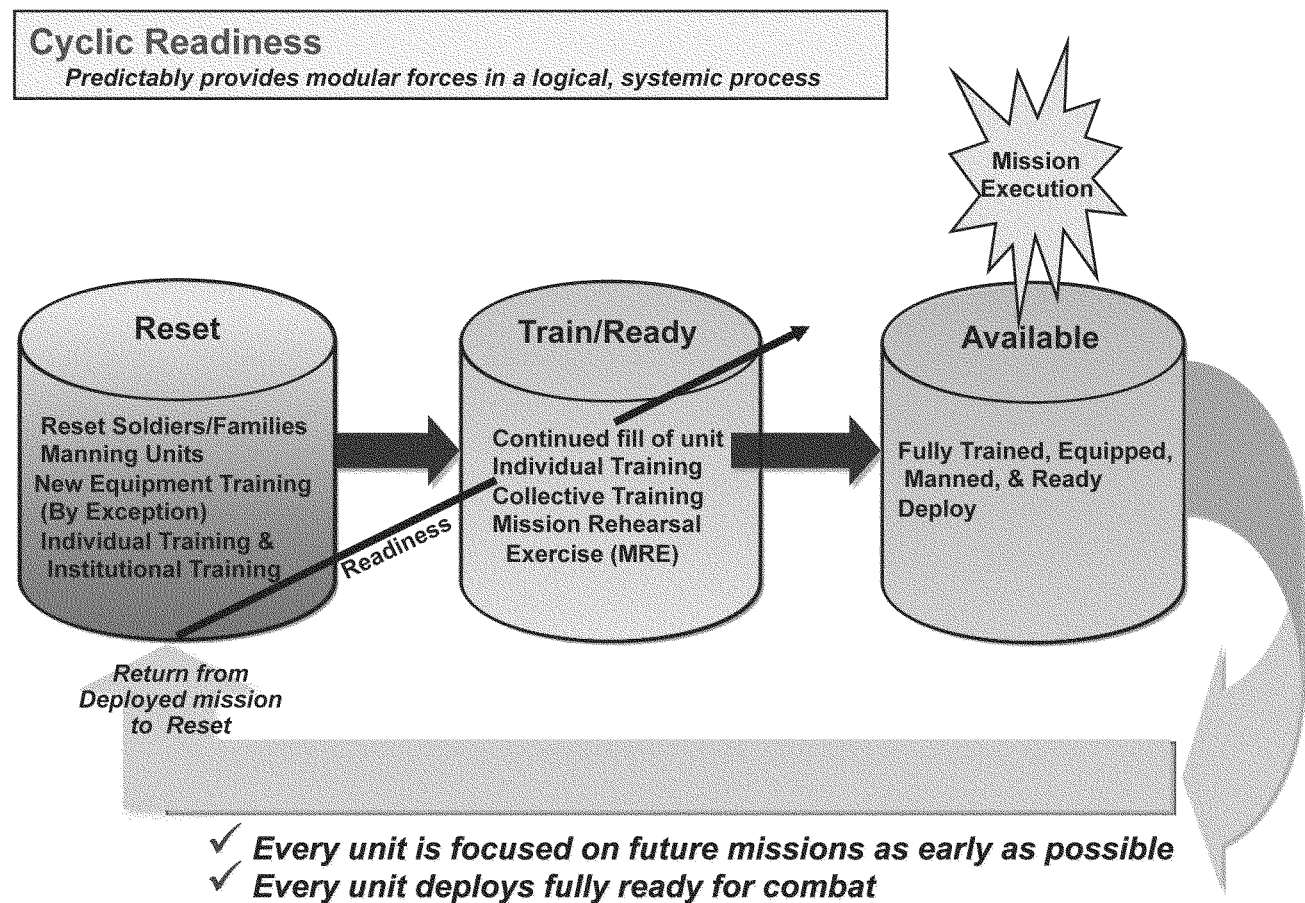 Cyclic Readiness
Predictably provides modular forces in a logical, systemic process
Mission
Execution
Reset
Reset Soldiers/Families
Manning Units
New Equipment Training
(By Exception)
Individual Training &
Institutional Training
Readiness
Train/Ready
Continued fill of unit
Individual Training
Collective Training
Mission Rehearsal
Exercise (MRE)
Available
Fully Trained, Equipped,
Manned, & Ready
Deploy
Return from
Deployed mission
to Reset
✓ Every unit is focused on future missions as early as possible
✓ Every unit deploys fully ready for combat